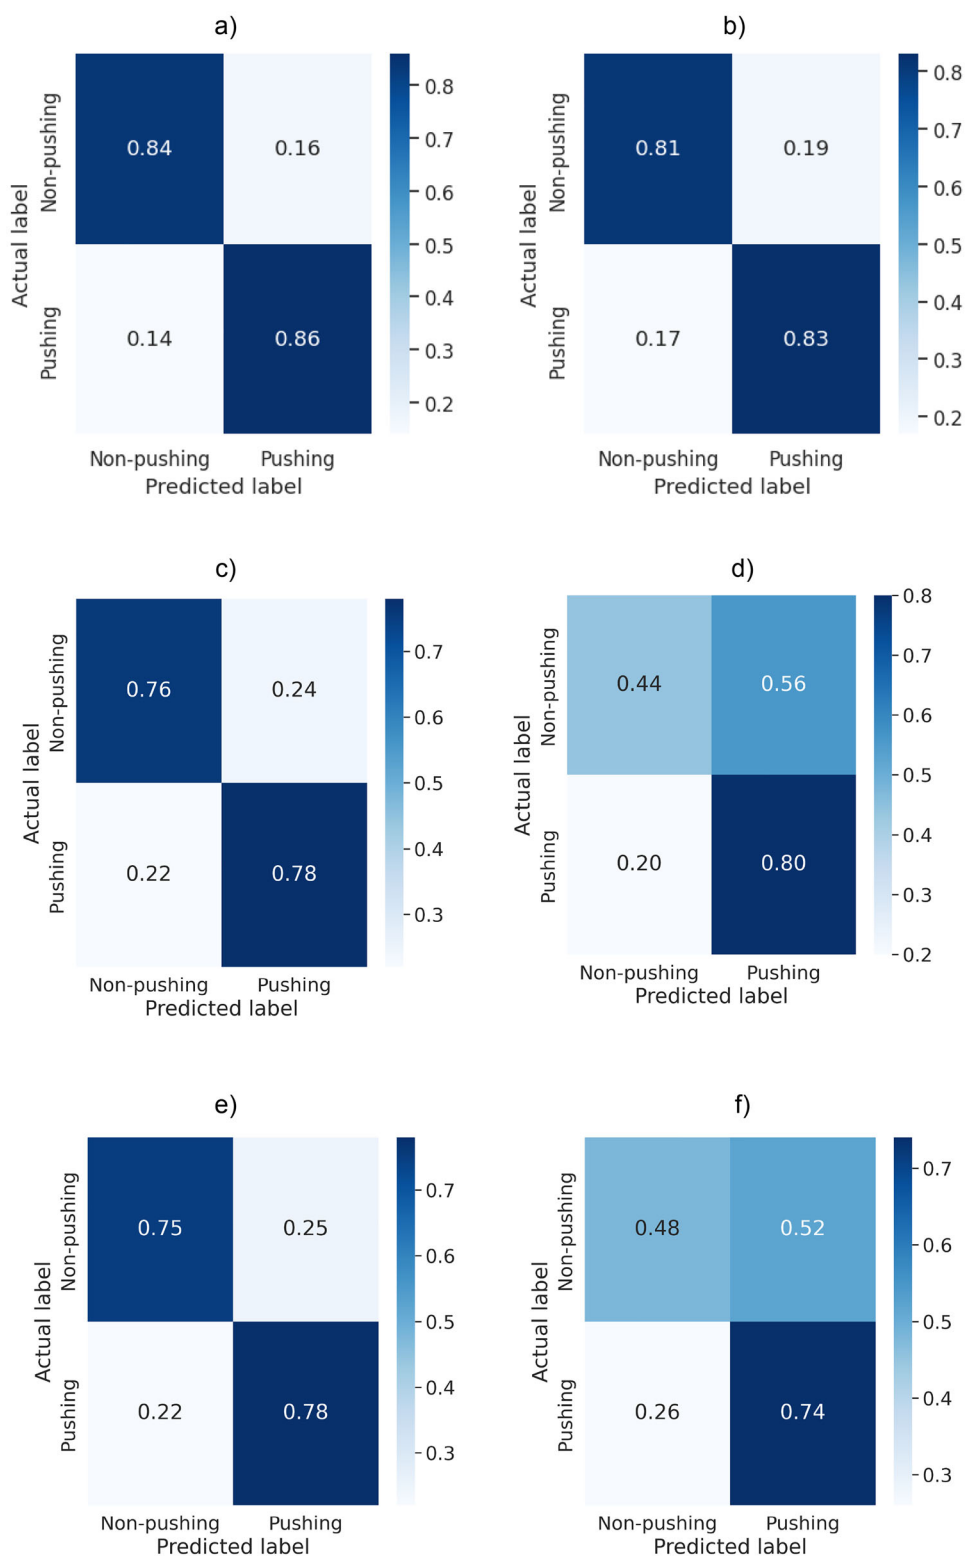 a)
Actual label
Non-pushing
Pushing
0.84 0.16
0.14 0.86
Non-pushing Pushing
Predicted label
0.8
0.7
0.6
0.5
0.4
0.3
0.2
b)
Actual label
Non-pushing
Pushing
0.81 0.19
0.17 0.83
Non-pushing Pushing
Predicted label
0.8
0.7
0.6
0.5
0.4
0.3
0.2
c)
Actual label
Non-pushing
Pushing
0.76 0.24
0.22 0.78
Non-pushing Pushing
Predicted label
0.7
0.6
0.5
0.4
0.3
d)
Actual label
Non-pushing
Pushing
0.44 0.56
0.20 0.80
Non-pushing Pushing
Predicted label
0.8
0.7
0.6
0.5
0.4
0.3
0.2
e)
Actual label
Non-pushing
Pushing
0.75 0.25
0.22 0.78
Non-pushing Pushing
Predicted label
0.7
0.6
0.5
0.4
0.3
f)
Actual label
Non-pushing
Pushing
0.48 0.52
0.26 0.74
Non-pushing Pushing
Predicted label
0.7
0.6
0.5
0.4
0.3